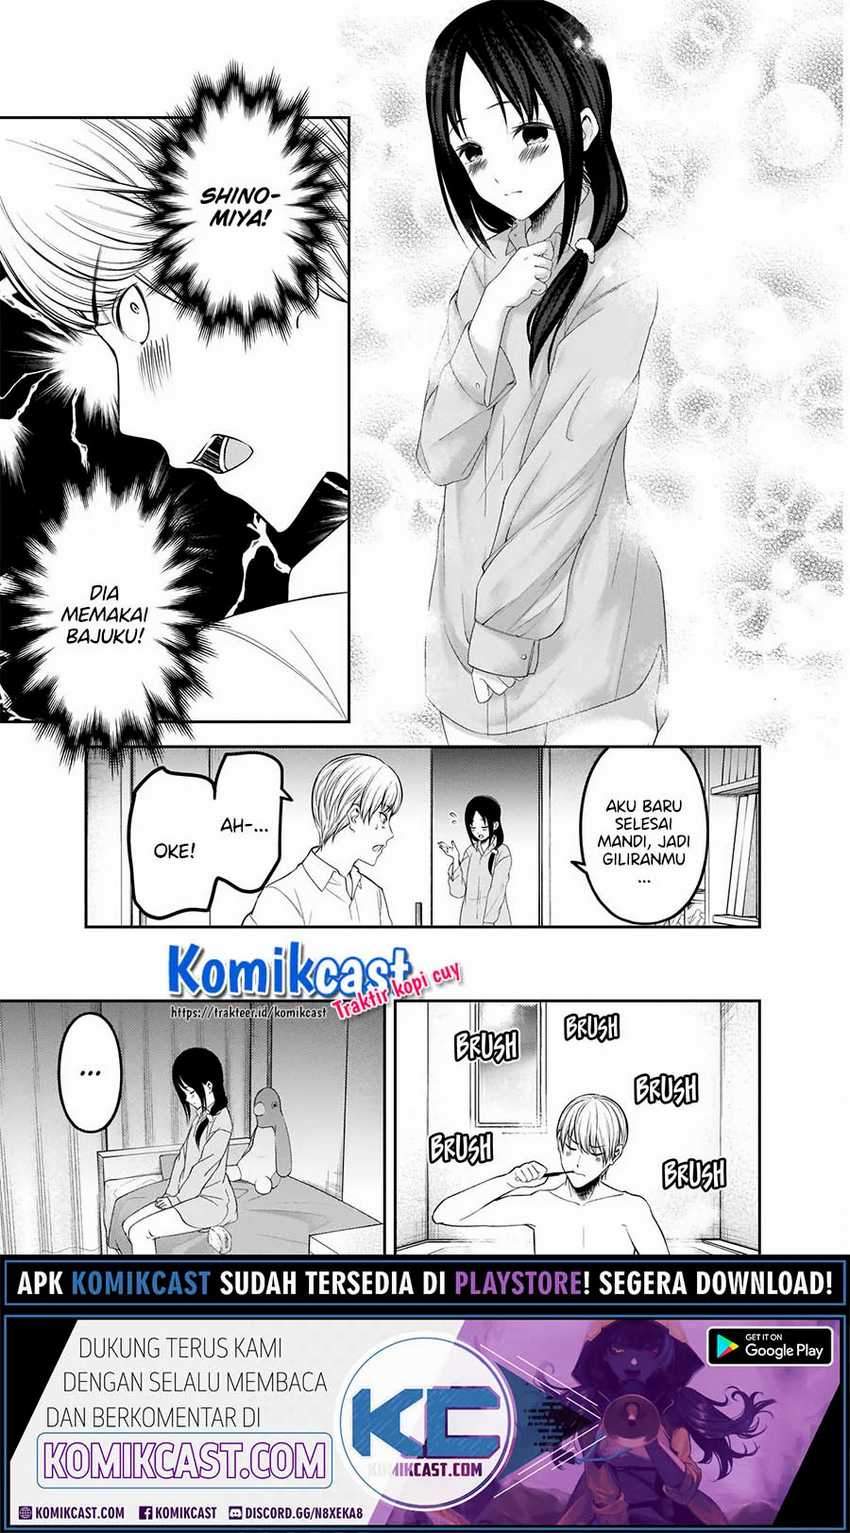 SHINO-
MIYA!
DIA
MEMAKAI
BAJUKU!
AKU BARU
SELESAI
MANDI, JADI
GILIRANMU
...
AH-...
OKE!
Komikcast
Traktir kopi cuy
https://trakteer.id/komikcast
BRUSH
BRUSH
BRUSH
BRUSH
BRUSH
...
APK KOMIKCAST SUDAH TERSEDIA DI PLAYSTORE! SEGERA DOWNLOAD!
DUKUNG TERUS KAMI
DENGAN SELALU MEMBACA
DAN BERKOMENTAR DI
KOMIKCAST.COM
KOMIKCAST.COM KOMIKCAST DISCORD.GG/N8XEKA8
KC
KOMIKCAST.COM
GET IT ON
Google Play